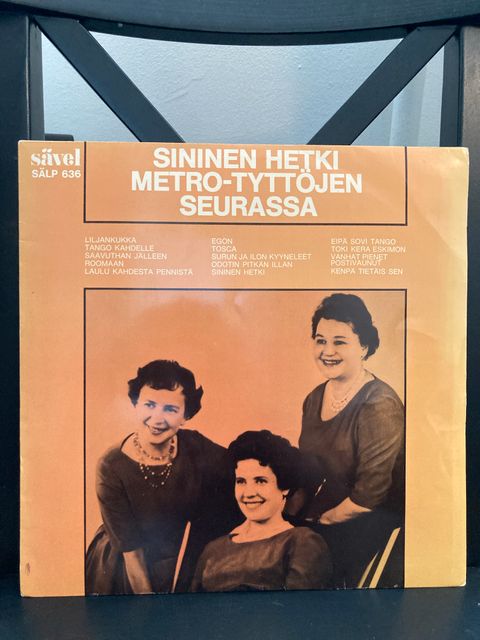 sävel
SÄLP 636
SININEN HETKI
METRO-TYTTÖJEN
SEURASSA
LILJANKUKKA
TANGO KAHDELLE
SAAVUTHAN JÄLLEEN
ROOMAAN
LAULU KAHDESTA PENNISTÄ
EGON
TOSCA
SURUN JA ILON KYYNELEET
ODOTIN PITKÄN ILLAN
SININEN HETKI
EIPÄ SOVI TANGO
TOKI KERA ESKIMON
VANHAT PIENET
POSTIVAUNUT
KENPÄ TIETÄIS SEN